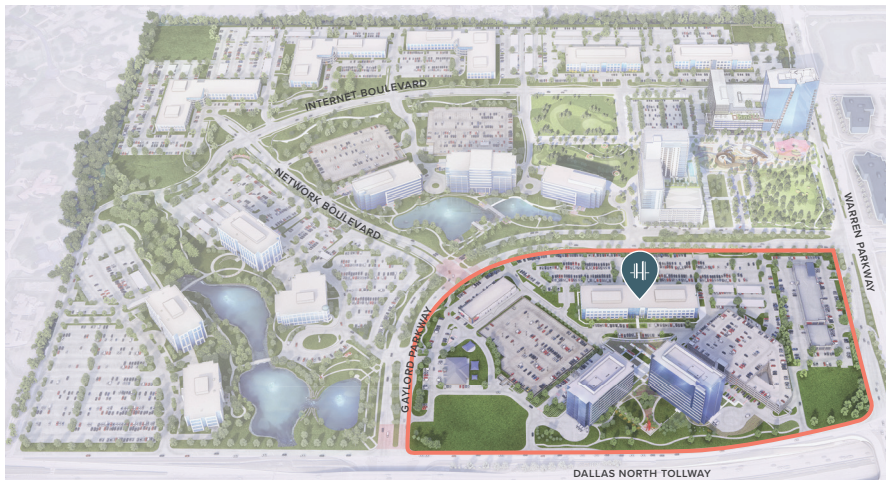 INTERNET BOULEVARD
NETWORK BOULEVARD
WARREN PARKWAY
GAYLORD PARKWAY
DALLAS NORTH TOLLWAY